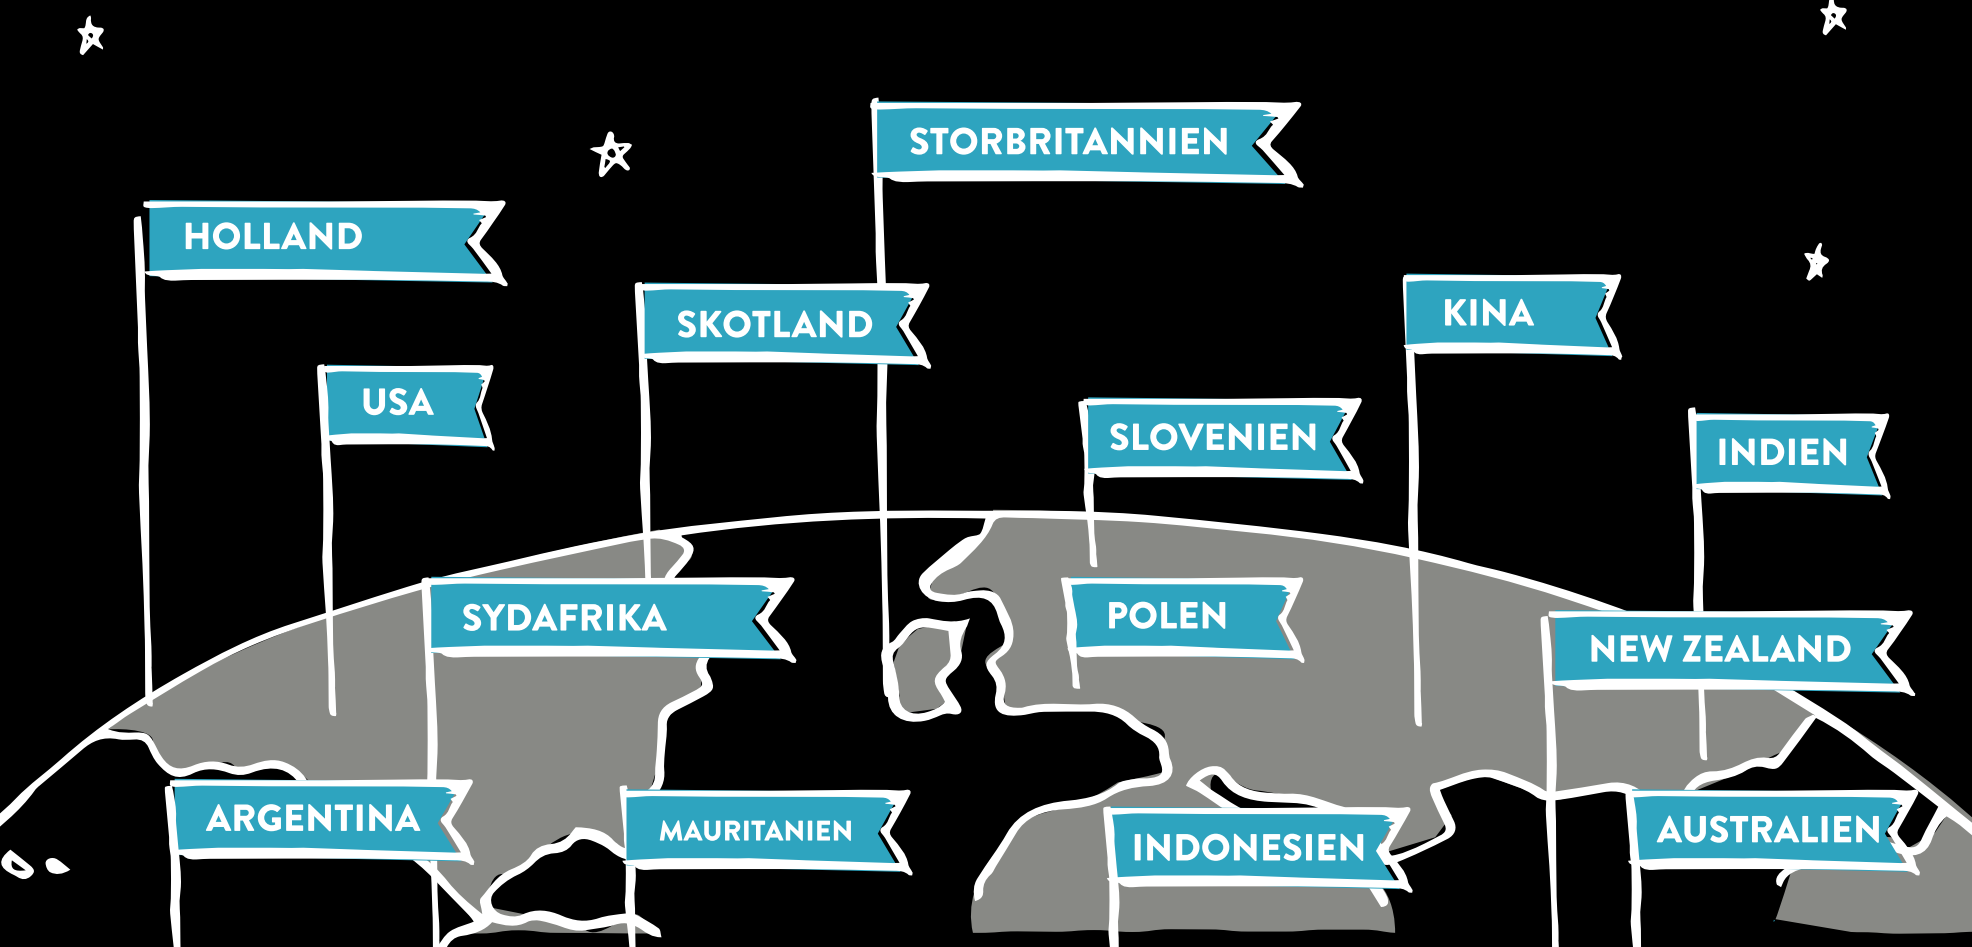 STORBRITANNIEN
HOLLAND
SKOTLAND
KINA
USA
SLOVENIEN
INDIEN
SYDAFRIKA
POLEN
NEW ZEALAND
ARGENTINA
MAURITANIEN
INDONESIEN
AUSTRALIEN